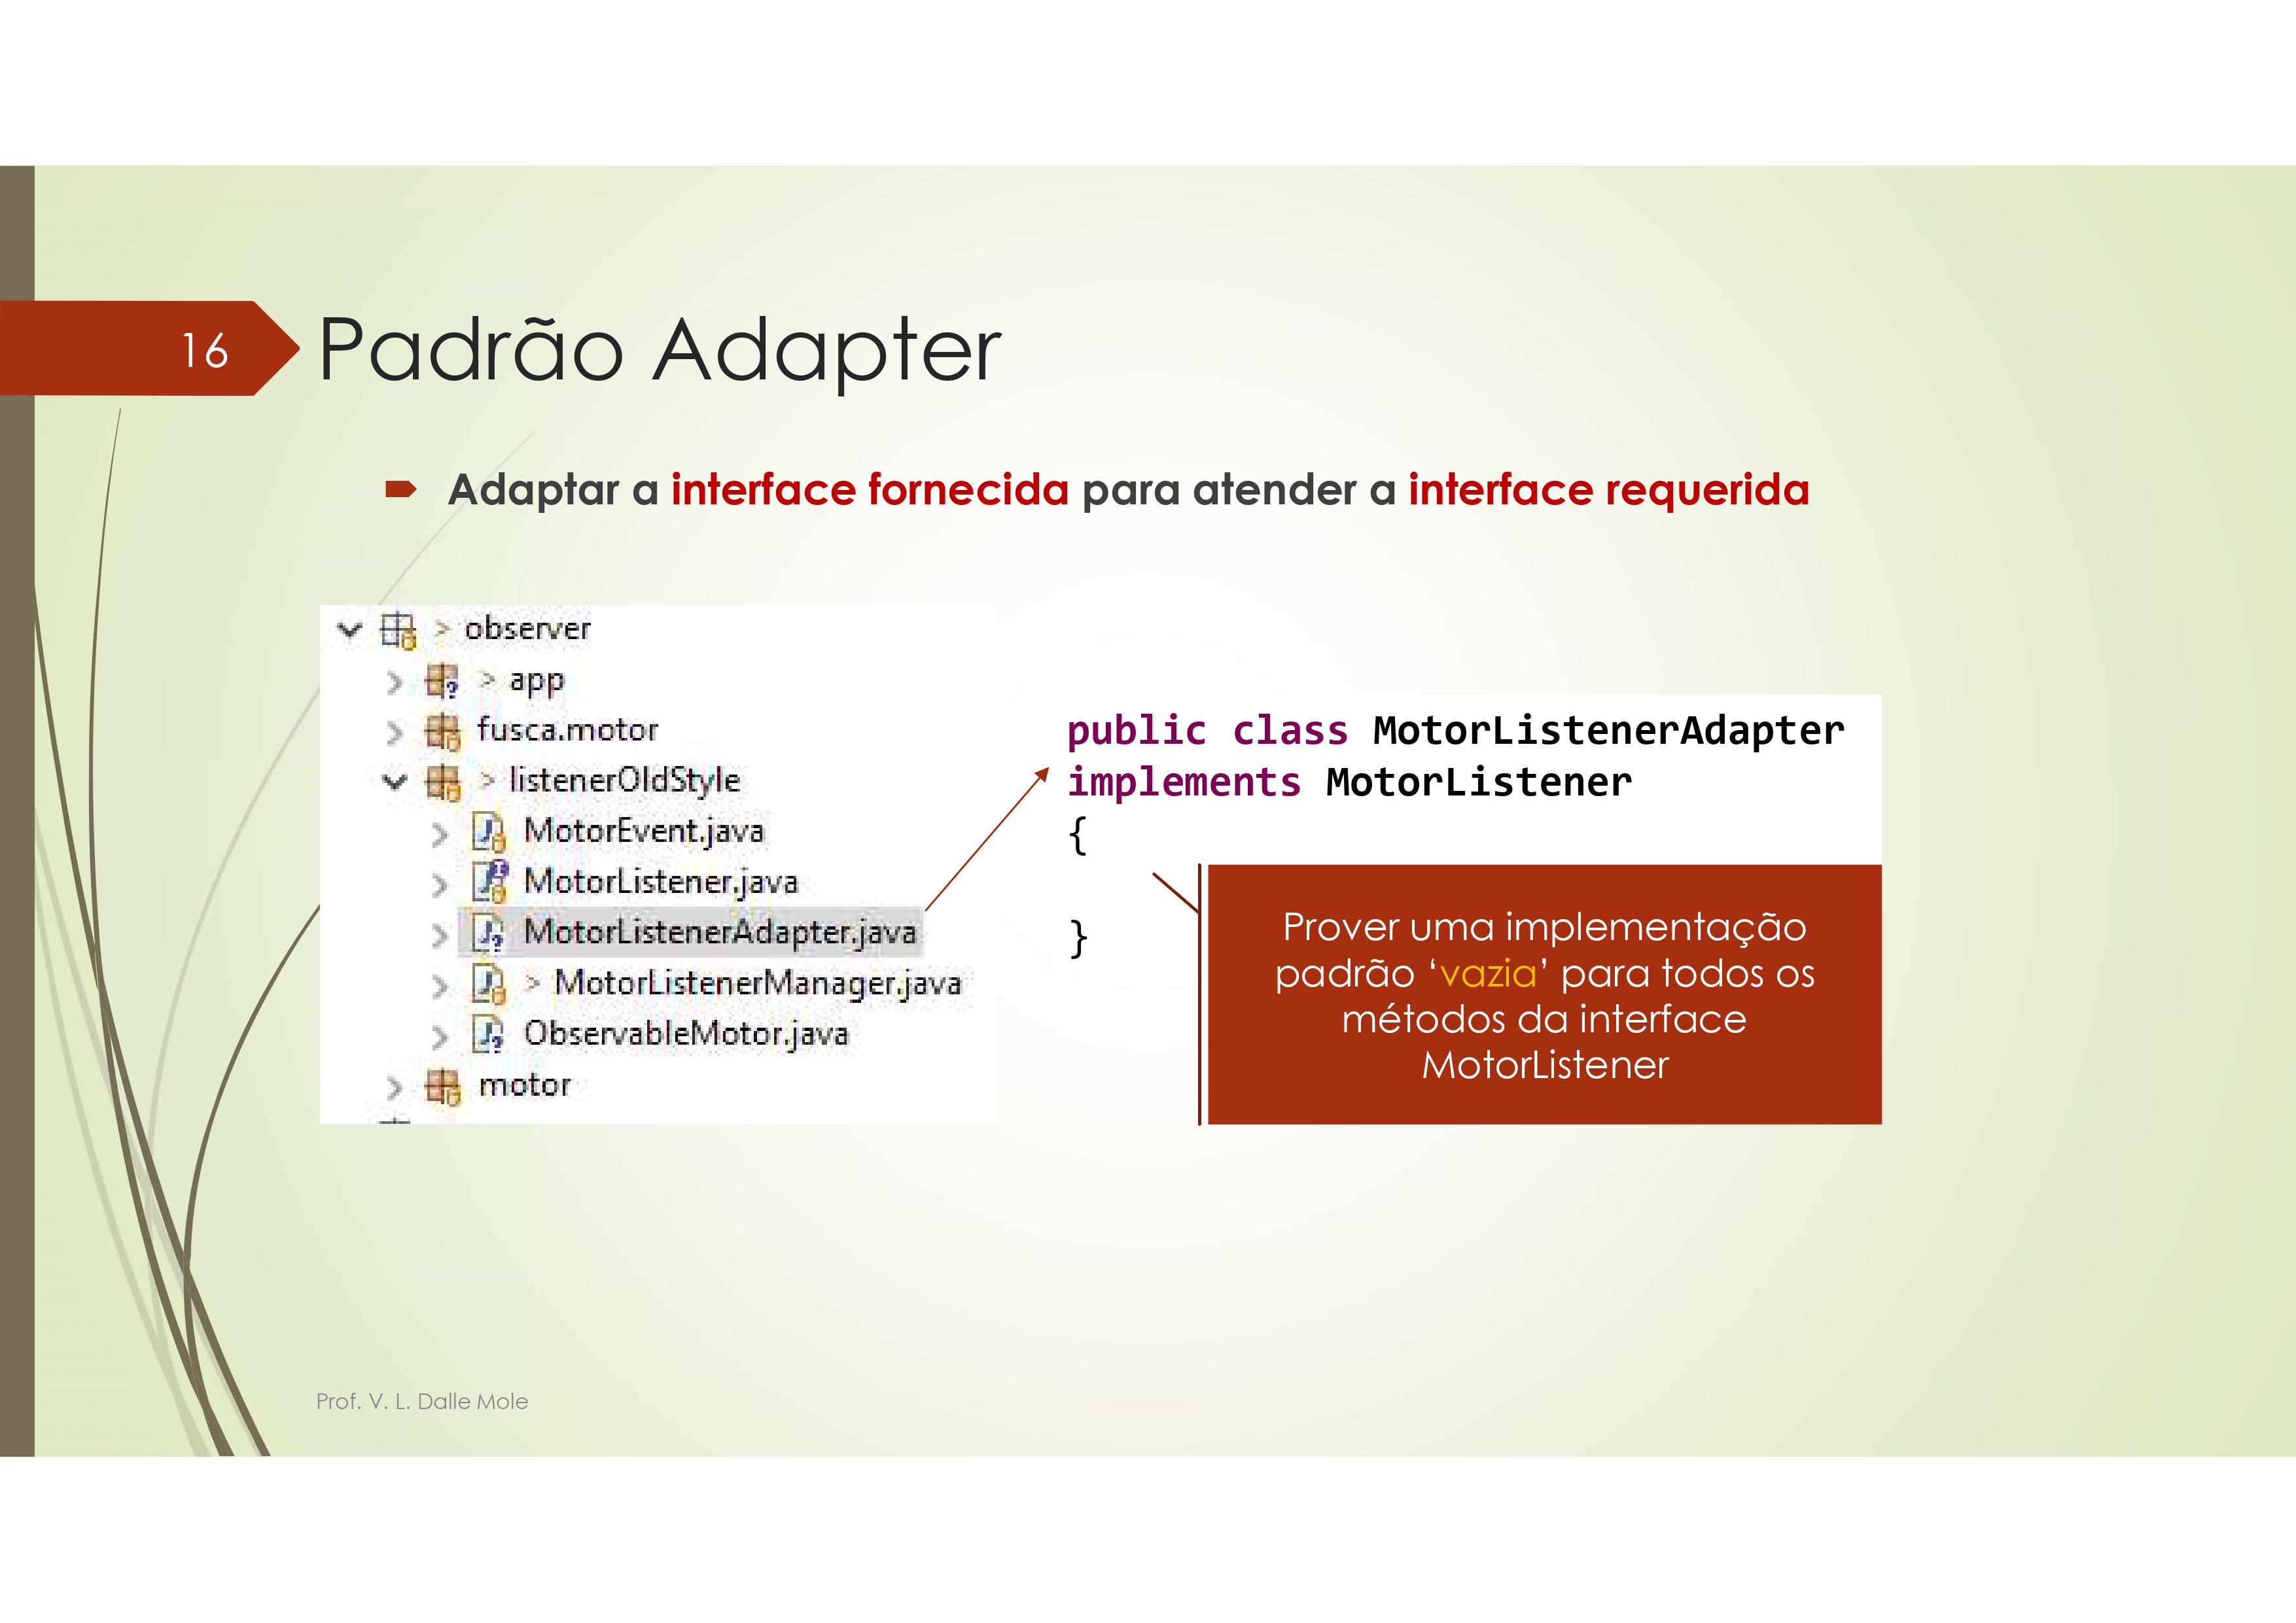 16
Padrão Adapter
Adaptar a interface fornecida para atender a interface requerida
> observer
> app
fusca.motor
> listenerOldStyle
MotorEvent.java
MotorListener.java
MotorListenerAdapter.java
> MotorListenerManager.java
ObservableMotor.java
motor
public class MotorListenerAdapter
implements MotorListener
{
}
Prover uma implementação
padrão ‘vazia’ para todos os
métodos da interface
MotorListener
Prof. V. L. Dalle Mole